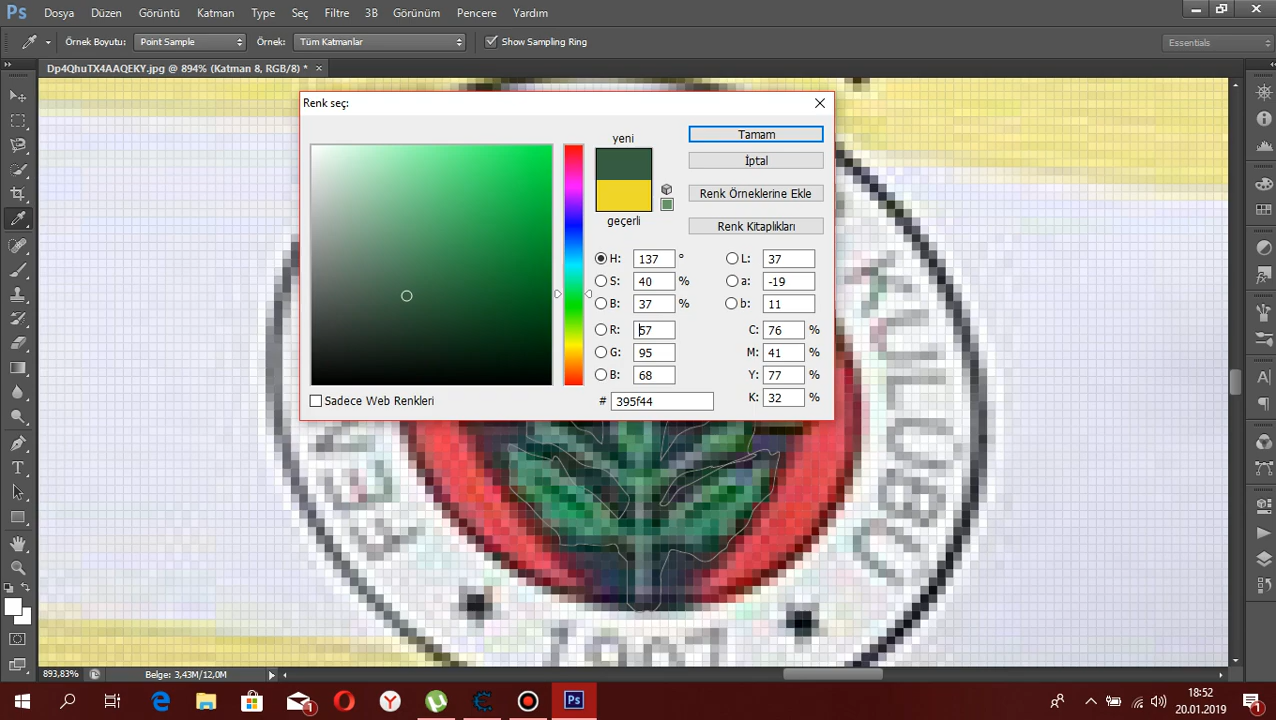 Ps Dosya Düzen Görüntü Katman Type Seç Filtre 3B Görünüm Pencere Yardım
Örnek Boyutu: Point Sample Örnek: Tüm Katmanlar Show Sampling Ring Essentials
Dp4QhuTX4AAQEKY.jpg @ 894% (Katman 8, RGB/8) *
Renk seç:
yeni
Tamam
İptal
Renk Örneklerine Ekle
geçerli
Renk Kitaplıkları
H: 137 ° L: 37
S: 40 % a: -19
B: 37 % b: 11
R: 57 C: 76 %
G: 95 M: 41 %
B: 68 Y: 77 %
K: 32 %
Sadece Web Renkleri # 395f44
893,83% Belge: 3,43M/12,0M
18:52
20.01.2019